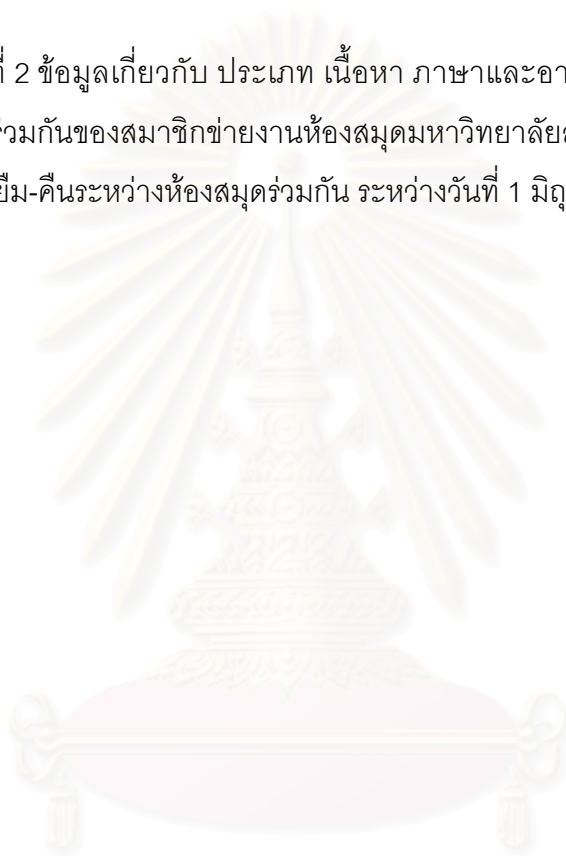 ที่ 2 ข้อมูลเกี่ยวกับ ประเภท เนื้อหา ภาษาและอา
ร่วมกันของสมาชิกข่ายงานห้องสมุดมหาวิทยาลัย
ยืม-คืนระหว่างห้องสมุดร่วมกัน ระหว่างวันที่ 1 มิถุ